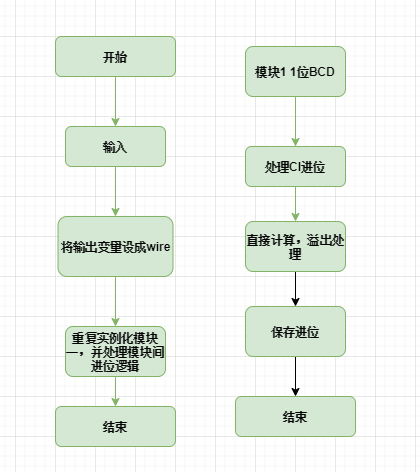 开始
输入
将输出变量设成wire
重复实例化模块
一，并处理模块间
进位逻辑
结束
模块1 1位BCD
处理CI进位
直接计算，溢出处
理
保存进位
结束